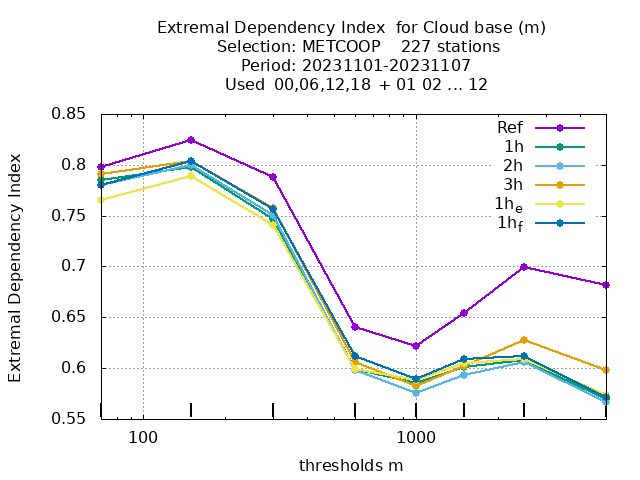 Extremal Dependency Index  for Cloud base (m)
Selection: METCOOP    227 stations
Period: 20231101-20231107
Used  00,06,12,18 + 01 02 ... 12
Extremal Dependency Index
0.85
0.8
0.75
0.7
0.65
0.6
0.55
Ref
1h
2h
3h
1hₑ
1h_f
100
1000
thresholds m